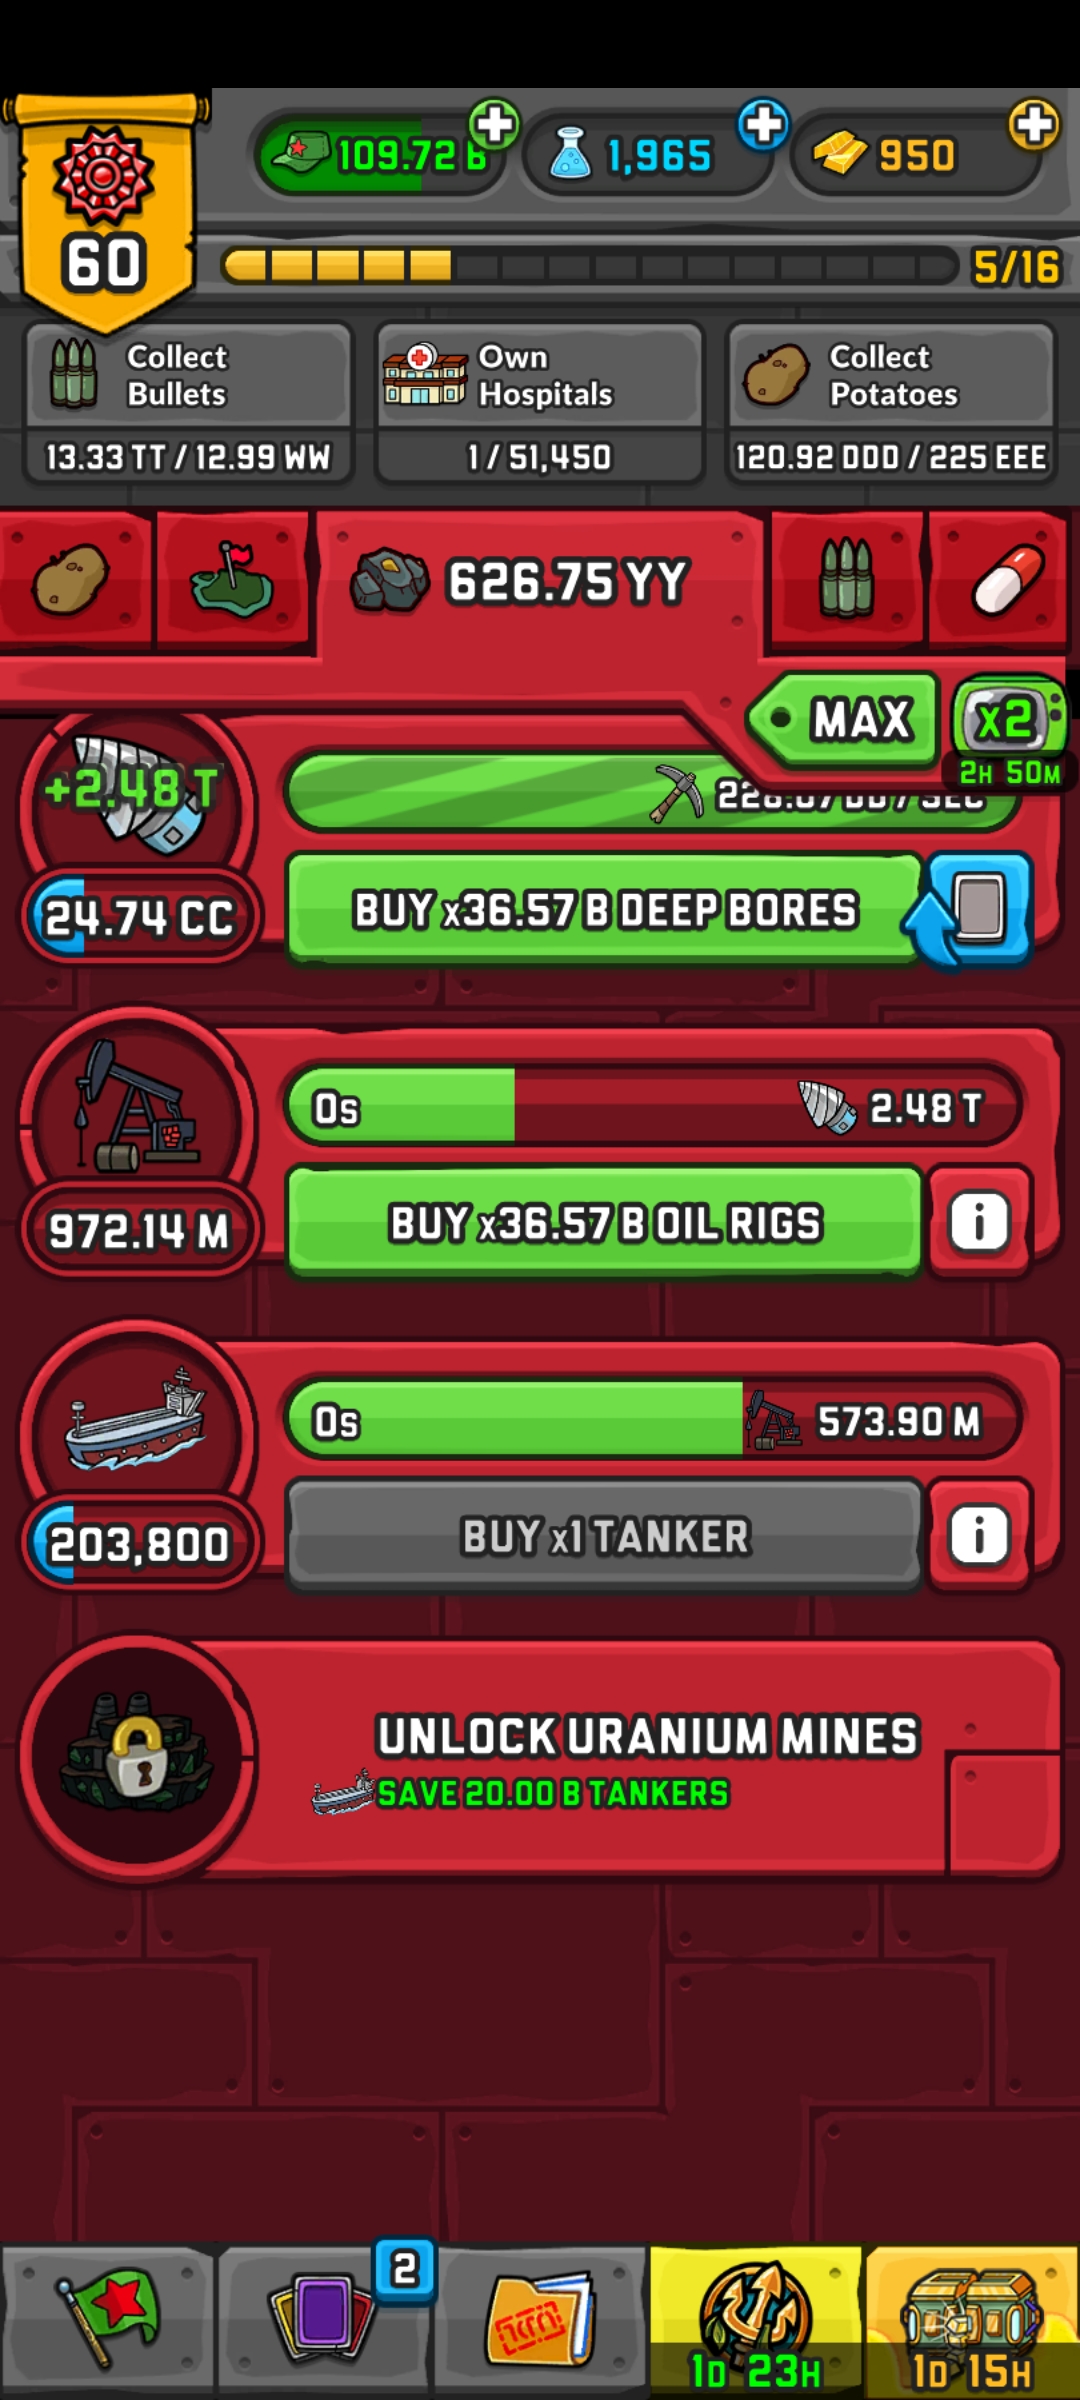 109.72 B
1,965
950
60
5/16
Collect
Bullets
13.33 TT / 12.99 WW
Own
Hospitals
1 / 51,450
Collect
Potatoes
120.92 DDD / 225 EEE
626.75 YY
MAX
x2
2H 50M
+2.48 T
24.74 CC
BUY x36.57 B DEEP BORES
0s
2.48 T
972.14 M
BUY x36.57 B OIL RIGS
i
0s
573.90 M
203,800
BUY x1 TANKER
i
UNLOCK URANIUM MINES
SAVE 20.00 B TANKERS
2
1D 23H
1D 15H